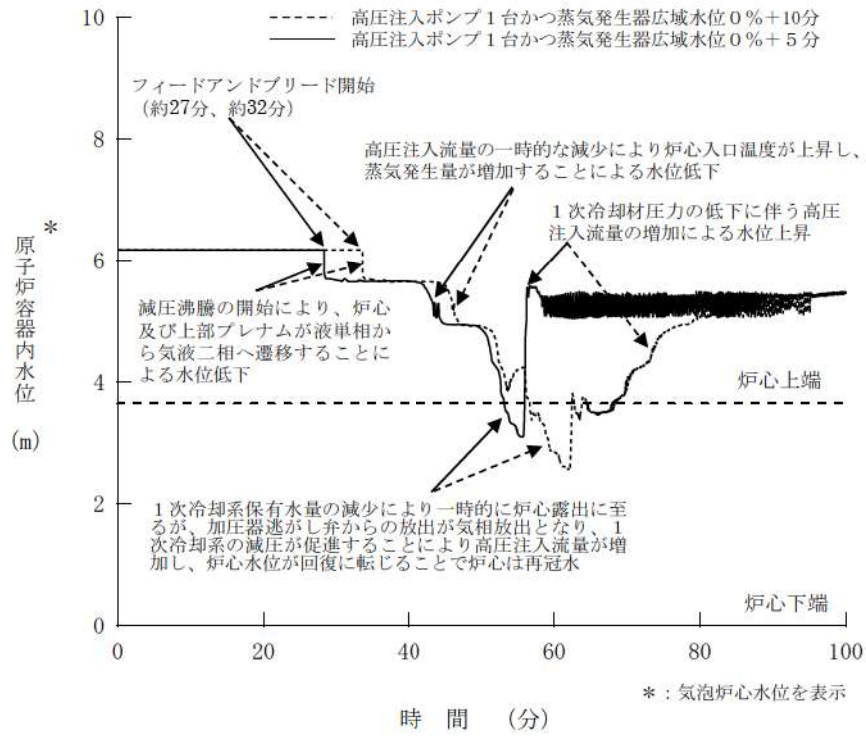 高圧注入ポンプ１台かつ蒸気発生器広域水位０％＋10分
高圧注入ポンプ１台かつ蒸気発生器広域水位０％＋５分
フィードアンドブリード開始
（約27分、約32分）
高圧注入流量の一時的な減少により炉心入口温度が上昇し、
蒸気発生量が増加することによる水位低下
１次冷却材圧力の低下に伴う高圧
注入流量の増加による水位上昇
減圧沸騰の開始により、炉心
及び上部プレナムが液単相か
ら気液二相へ遷移することに
よる水位低下
炉心上端
１次冷却系保有水量の減少により一時的に炉心露出に至
るが、加圧器逃がし弁からの放出が気相放出となり、１
次冷却系の減圧が促進することにより高圧注入流量が増
加し、炉心水位が回復に転じることで炉心は再冠水
炉心下端
原子炉容器内水位＊
(m)
10
8
6
4
2
0
0
20
40
60
80
100
＊：気泡炉心水位を表示
時　間　（分）